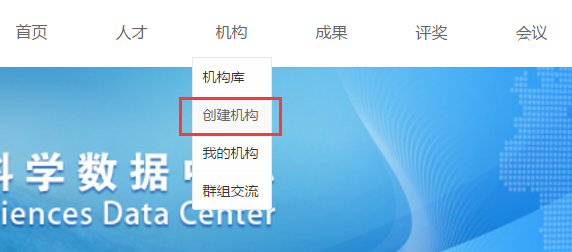 首页 人才 机构 成果 评奖 会议
机构库
创建机构
我的机构
群组交流
科学数据中心
iences Data Center